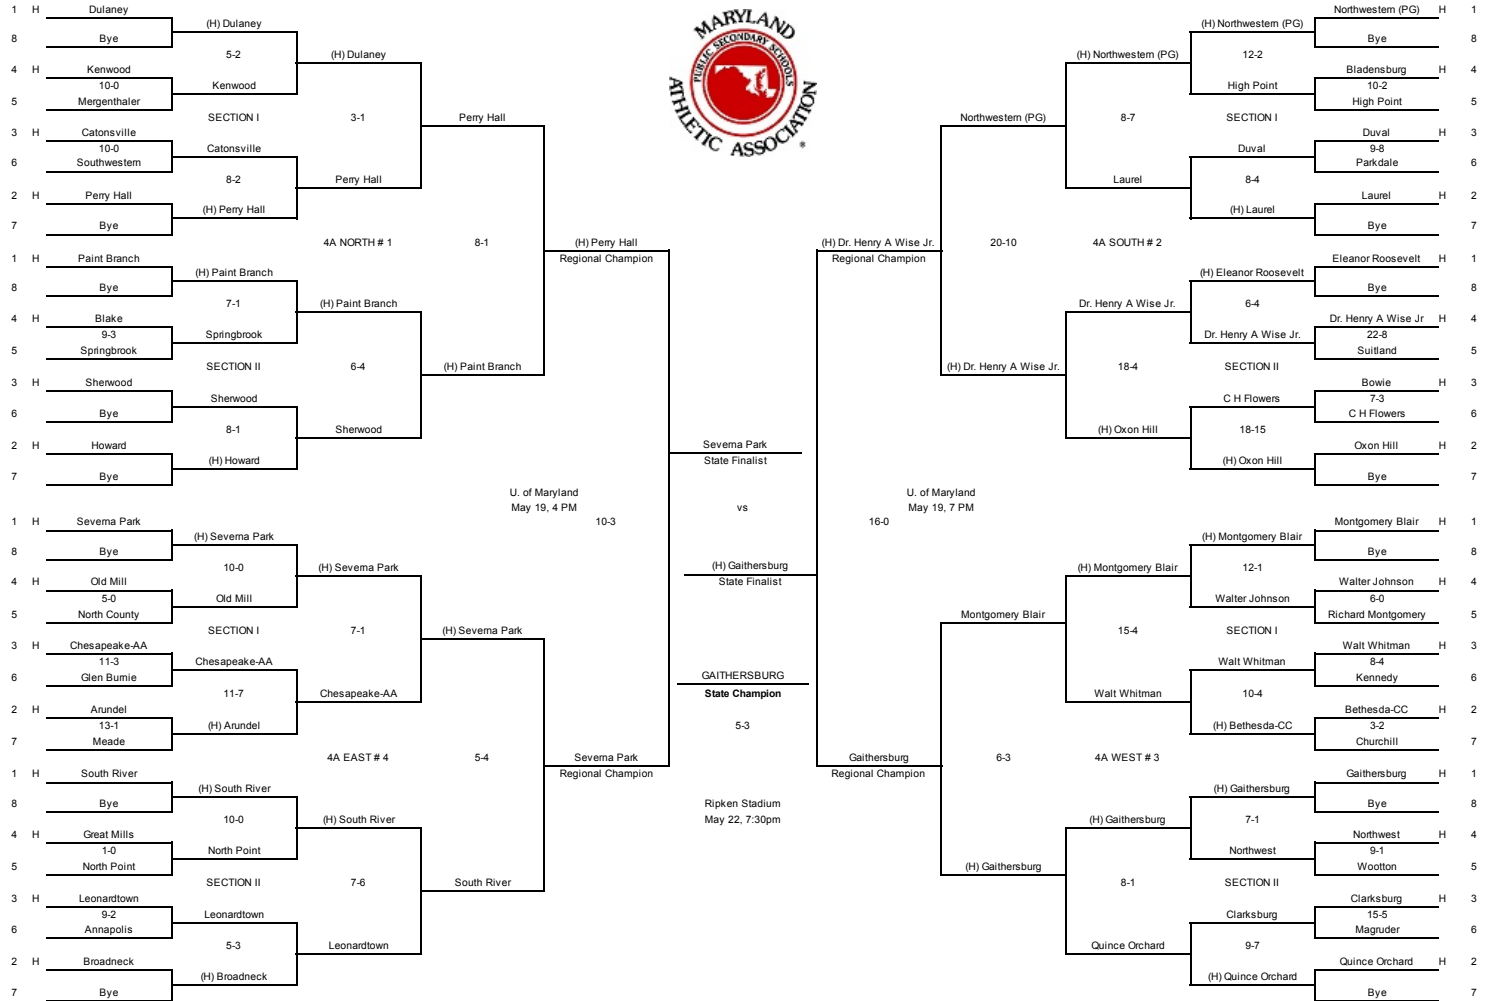 MARYLAND
PUBLIC SECONDARY SCHOOLS
ATHLETIC ASSOCIATION
®
1 H Dulaney
(H) Dulaney
8 Bye
5-2
(H) Dulaney
4 H Kenwood
10-0
Kenwood
5 Mergenthaler
SECTION I
3-1
Perry Hall
3 H Catonsville
10-0
Catonsville
6 Southwestern
8-2
Perry Hall
2 H Perry Hall
(H) Perry Hall
7 Bye
4A NORTH # 1
8-1
(H) Perry Hall
Regional Champion
1 H Paint Branch
(H) Paint Branch
8 Bye
7-1
(H) Paint Branch
4 H Blake
9-3
Springbrook
5 Springbrook
SECTION II
6-4
(H) Paint Branch
3 H Sherwood
Sherwood
6 Bye
8-1
Sherwood
2 H Howard
(H) Howard
7 Bye
U. of Maryland
May 19, 4 PM
10-3
1 H Severna Park
(H) Severna Park
8 Bye
10-0
(H) Severna Park
4 H Old Mill
5-0
Old Mill
5 North County
SECTION I
7-1
(H) Severna Park
3 H Chesapeake-AA
11-3
Chesapeake-AA
6 Glen Burnie
11-7
Chesapeake-AA
2 H Arundel
13-1
(H) Arundel
7 Meade
4A EAST # 4
5-4
Severna Park
Regional Champion
1 H South River
(H) South River
8 Bye
10-0
(H) South River
4 H Great Mills
1-0
North Point
5 North Point
SECTION II
7-6
South River
3 H Leonardtown
9-2
Leonardtown
6 Annapolis
5-3
Leonardtown
2 H Broadneck
(H) Broadneck
7 Bye
Severna Park
State Finalist
vs
(H) Gaithersburg
State Finalist
GAITHERSBURG
State Champion
5-3
Ripken Stadium
May 22, 7:30pm
Northwestern (PG) H 1
(H) Northwestern (PG)
Bye 8
12-2
(H) Northwestern (PG)
Bladensburg H 4
10-2
High Point
High Point 5
SECTION I
8-7
Northwestern (PG)
Duval H 3
9-8
Duval
Parkdale 6
8-4
Laurel
Laurel H 2
(H) Laurel
Bye 7
4A SOUTH # 2
20-10
(H) Dr. Henry A Wise Jr.
Regional Champion
Eleanor Roosevelt H 1
(H) Eleanor Roosevelt
Bye 8
6-4
Dr. Henry A Wise Jr.
Dr. Henry A Wise Jr H 4
22-8
Dr. Henry A Wise Jr.
Suitland 5
SECTION II
18-4
(H) Dr. Henry A Wise Jr.
Bowie H 3
7-3
C H Flowers
C H Flowers 6
18-15
(H) Oxon Hill
Oxon Hill H 2
(H) Oxon Hill
Bye 7
U. of Maryland
May 19, 7 PM
16-0
Montgomery Blair H 1
(H) Montgomery Blair
Bye 8
12-1
(H) Montgomery Blair
Walter Johnson H 4
6-0
Walter Johnson
Richard Montgomery 5
SECTION I
15-4
Montgomery Blair
Walt Whitman H 3
8-4
Walt Whitman
Kennedy 6
10-4
Walt Whitman
Bethesda-CC H 2
3-2
(H) Bethesda-CC
Churchill 7
4A WEST # 3
6-3
Gaithersburg
Regional Champion
Gaithersburg H 1
(H) Gaithersburg
Bye 8
7-1
(H) Gaithersburg
Northwest H 4
9-1
Northwest
Wootton 5
SECTION II
8-1
(H) Gaithersburg
Clarksburg H 3
15-5
Clarksburg
Magruder 6
9-7
Quince Orchard
Quince Orchard H 2
(H) Quince Orchard
Bye 7